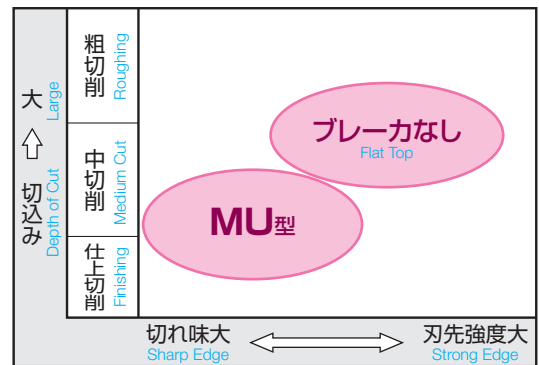 大
Large
切込み
Depth of Cut
粗切削
Roughing
中切削
Medium Cut
仕上切削
Finishing
ブレーカなし
Flat Top
MU型
切れ味大
Sharp Edge
刃先強度大
Strong Edge